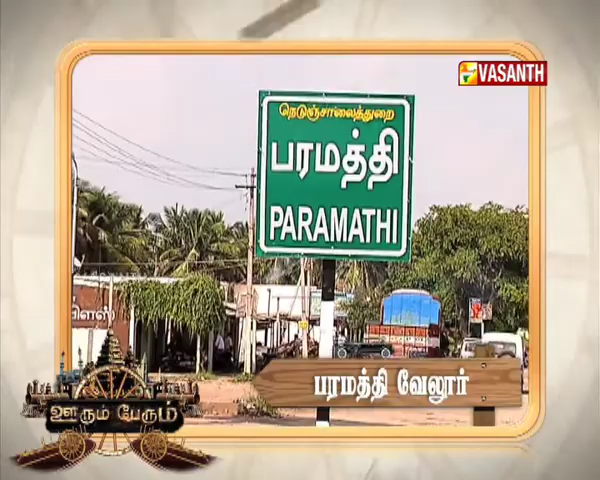 VASANTH
நெடுஞ்சாலைத்துறை
பரமத்தி
PARAMATHI
பரமத்தி வேலூர்
ஊரும் பேரும்